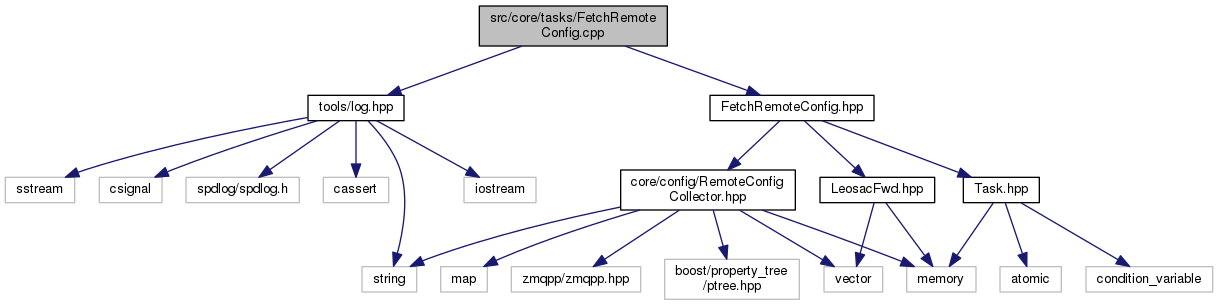 src/core/tasks/FetchRemote
Config.cpp
tools/log.hpp
FetchRemoteConfig.hpp
sstream
csignal
spdlog/spdlog.h
cassert
iostream
core/config/RemoteConfig
Collector.hpp
LeosacFwd.hpp
Task.hpp
string
map
zmqpp/zmqpp.hpp
boost/property_tree
/ptree.hpp
vector
memory
atomic
condition_variable